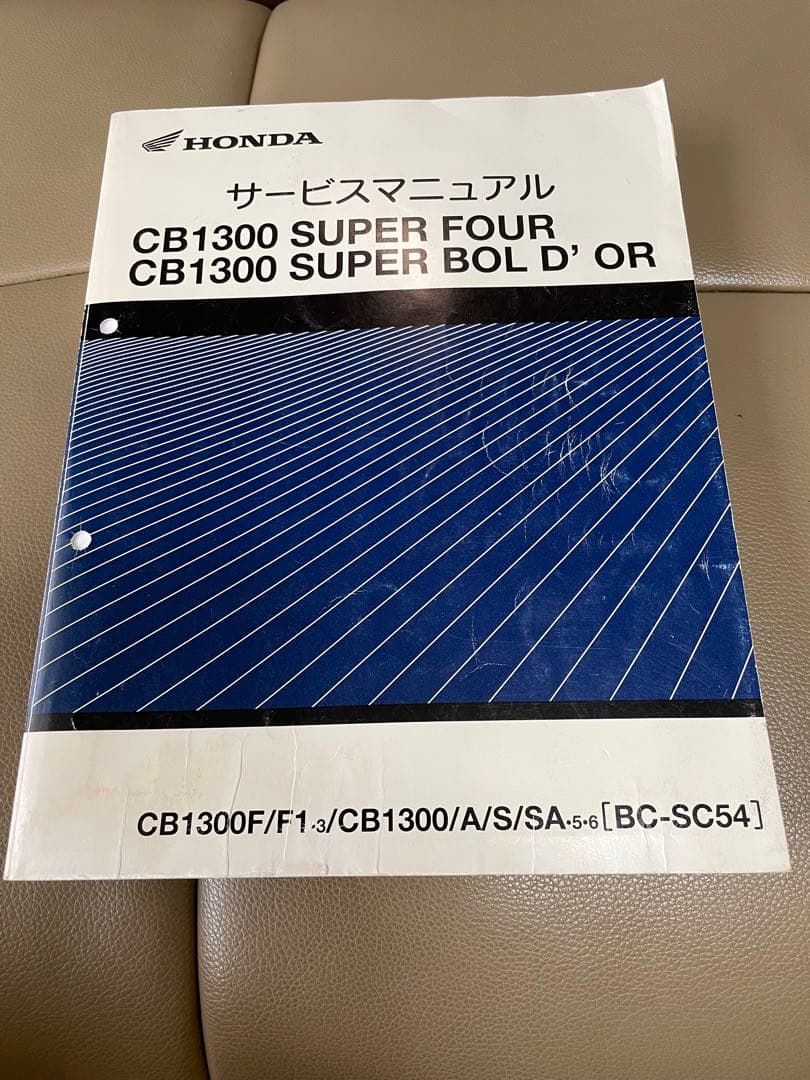 HONDA
サービスマニュアル
CB1300 SUPER FOUR
CB1300 SUPER BOL D' OR
CB1300F/F1·3/CB1300/A/S/SA·5·6[BC-SC54]